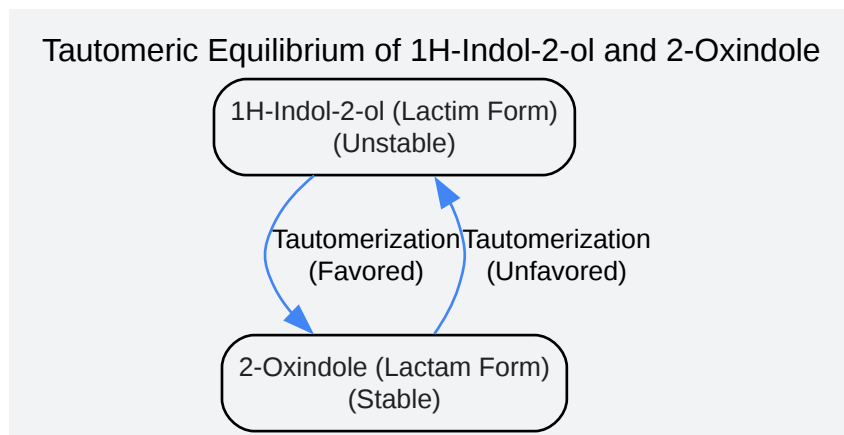 Tautomeric Equilibrium of 1H-Indol-2-ol and 2-Oxindole
1H-Indol-2-ol (Lactim Form)
(Unstable)
Tautomerization
(Favored)
Tautomerization
(Unfavored)
2-Oxindole (Lactam Form)
(Stable)